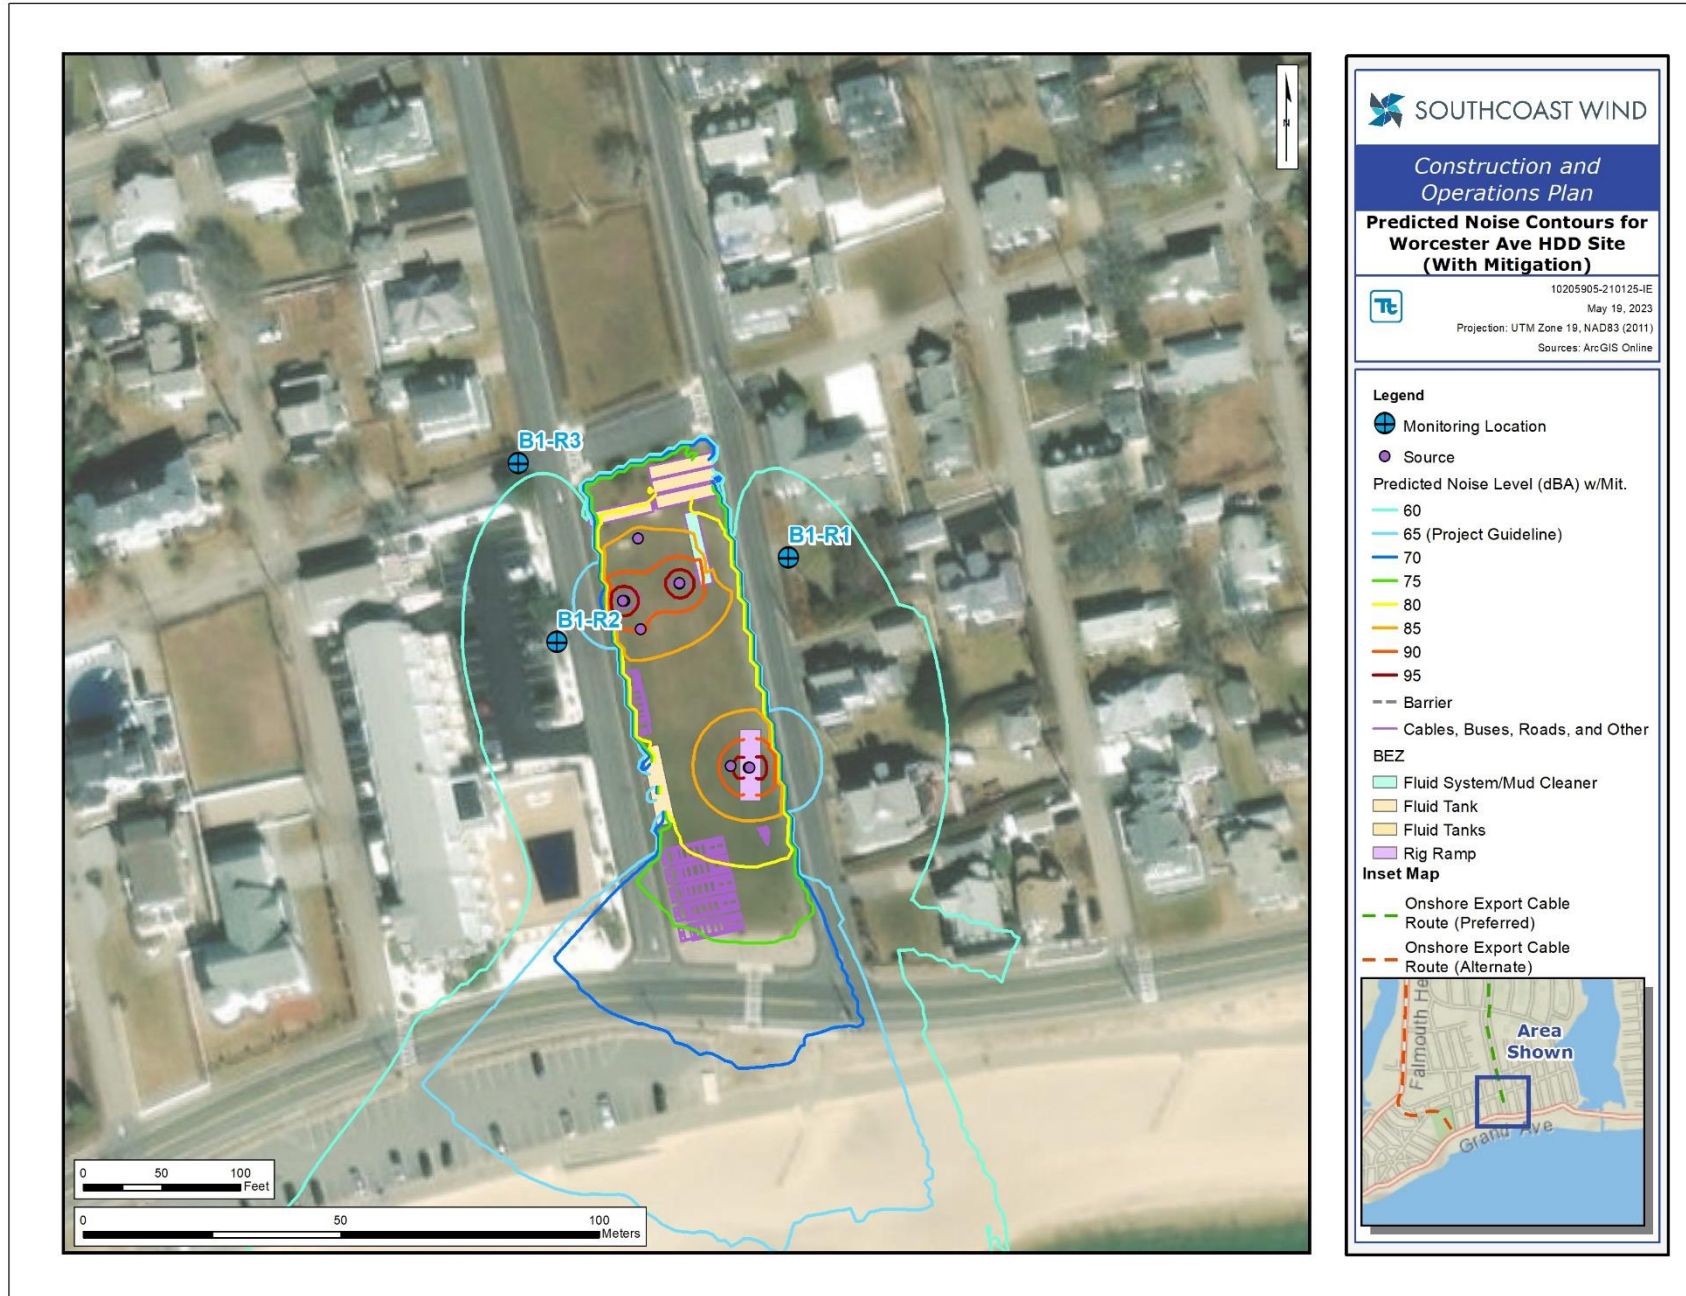 N
B1-R3
B1-R1
B1-R2
0 50 100
Feet
0 50 100
Meters
SOUTHCOAST WIND
Construction and
Operations Plan
Predicted Noise Contours for
Worcester Ave HDD Site
(With Mitigation)
Tt
10205905-210125-IE
May 19, 2023
Projection: UTM Zone 19, NAD83 (2011)
Sources: ArcGIS Online
Legend
Monitoring Location
Source
Predicted Noise Level (dBA) w/Mit.
60
65 (Project Guideline)
70
75
80
85
90
95
Barrier
Cables, Buses, Roads, and Other
BEZ
Fluid System/Mud Cleaner
Fluid Tank
Fluid Tanks
Rig Ramp
Inset Map
Onshore Export Cable
Route (Preferred)
Onshore Export Cable
Route (Alternate)
Falmouth He
Area
Shown
Grand Ave